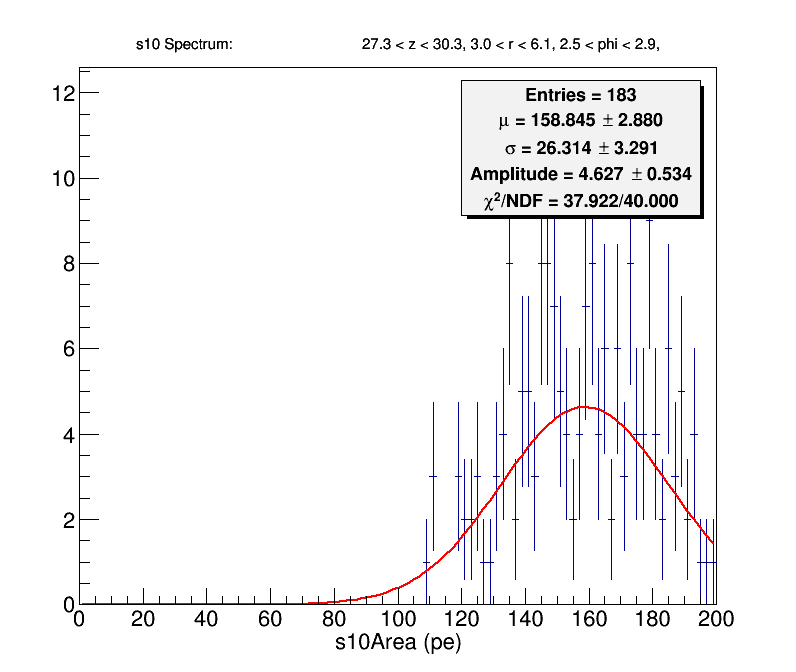 s10 Spectrum: 27.3 < z < 30.3, 3.0 < r < 6.1, 2.5 < phi < 2.9,
Entries = 183
μ = 158.845 ± 2.880
σ = 26.314 ± 3.291
Amplitude = 4.627 ± 0.534
χ²/NDF = 37.922/40.000
12
10
8
6
4
2
0
0 20 40 60 80 100 120 140 160 180 200
s10Area (pe)